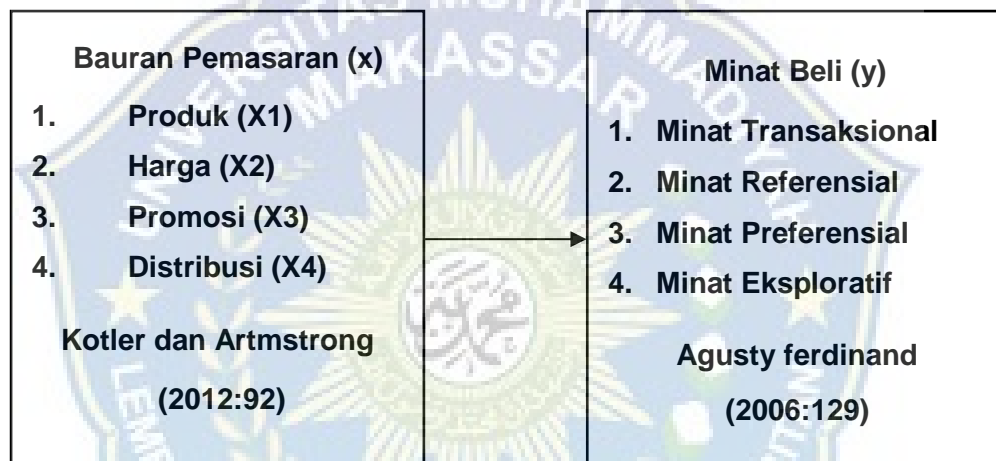 Bauran Pemasaran (x)
1. Produk (X1)
2. Harga (X2)
3. Promosi (X3)
4. Distribusi (X4)
Kotler dan Artmstrong
(2012:92)
Minat Beli (y)
1. Minat Transaksional
2. Minat Referensial
3. Minat Preferensial
4. Minat Eksploratif
Agusty ferdinand
(2006:129)
MAKASSAR